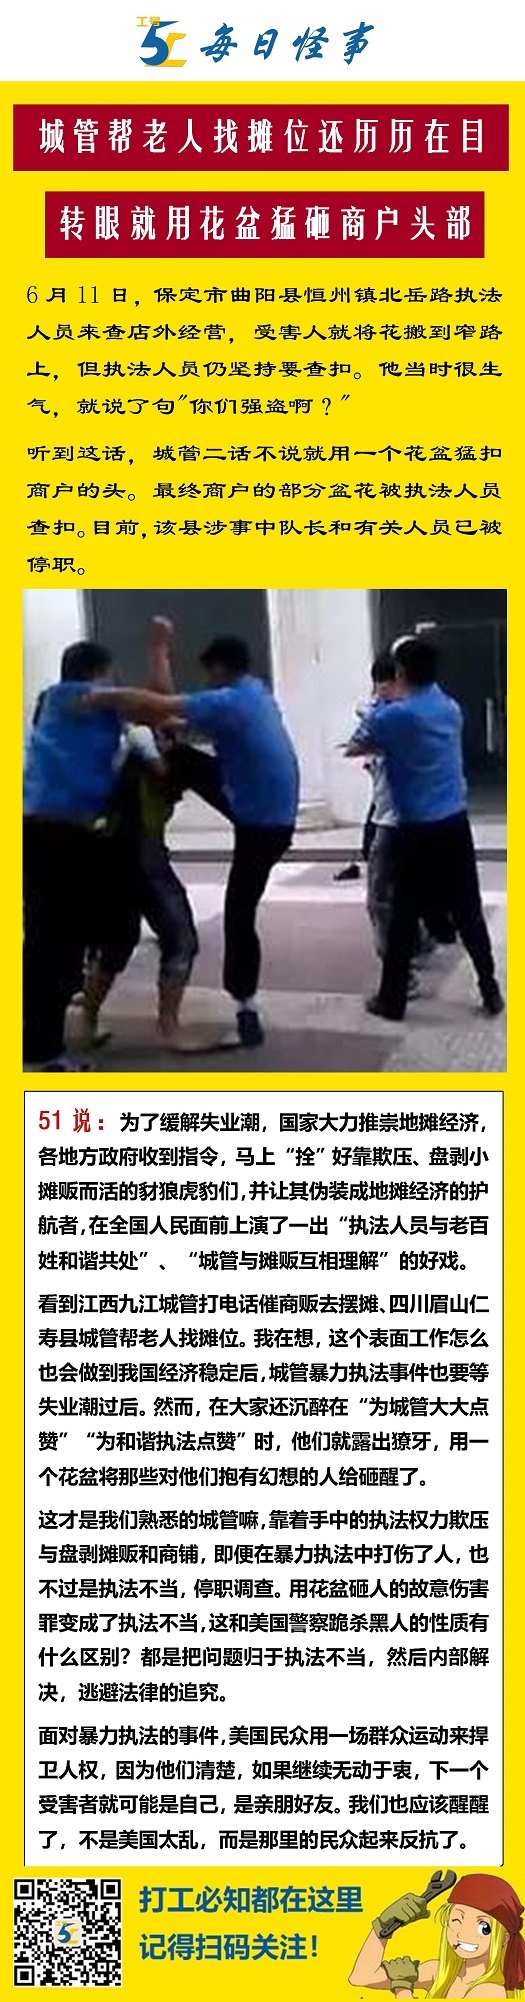 工号
51
每日怪事
城管帮老人找摊位还历历在目
转眼就用花盆猛砸商户头部
6月11日，保定市曲阳县恒州镇北岳路执法
人员来查店外经营，受害人就将花搬到窄路
上，但执法人员仍坚持要查扣。他当时很生
气，就说了句"你们强盗啊？"
听到这话，城管二话不说就用一个花盆猛扣
商户的头。最终商户的部分盆花被执法人员
查扣。目前，该县涉事中队长和有关人员已被
停职。
51 说：为了缓解失业潮，国家大力推崇地摊经济，
各地方政府收到指令，马上“拴”好靠欺压、盘剥小
摊贩而活的豺狼虎豹们，并让其伪装成地摊经济的护
航者，在全国人民面前上演了一出“执法人员与老百
姓和谐共处”、“城管与摊贩互相理解”的好戏。
看到江西九江城管打电话催商贩去摆摊、四川眉山仁
寿县城管帮老人找摊位。我在想，这个表面工作怎么
也会做到我国经济稳定后，城管暴力执法事件也要等
失业潮过后。然而，在大家还沉醉在“为城管大大点
赞”“为和谐执法点赞”时，他们就露出獠牙，用一
个花盆将那些对他们抱有幻想的人给砸醒了。
这才是我们熟悉的城管嘛，靠着手中的执法权力欺压
与盘剥摊贩和商铺，即便在暴力执法中打伤了人，也
不过是执法不当，停职调查。用花盆砸人的故意伤害
罪变成了执法不当，这和美国警察跪杀黑人的性质有
什么区别？都是把问题归于执法不当，然后内部解
决，逃避法律的追究。
面对暴力执法的事件，美国民众用一场群众运动来捍
卫人权，因为他们清楚，如果继续无动于衷，下一个
受害者就可能是自己，是亲朋好友。我们也应该醒醒
了，不是美国太乱，而是那里的民众起来反抗了。
打工必知都在这里
记得扫码关注！